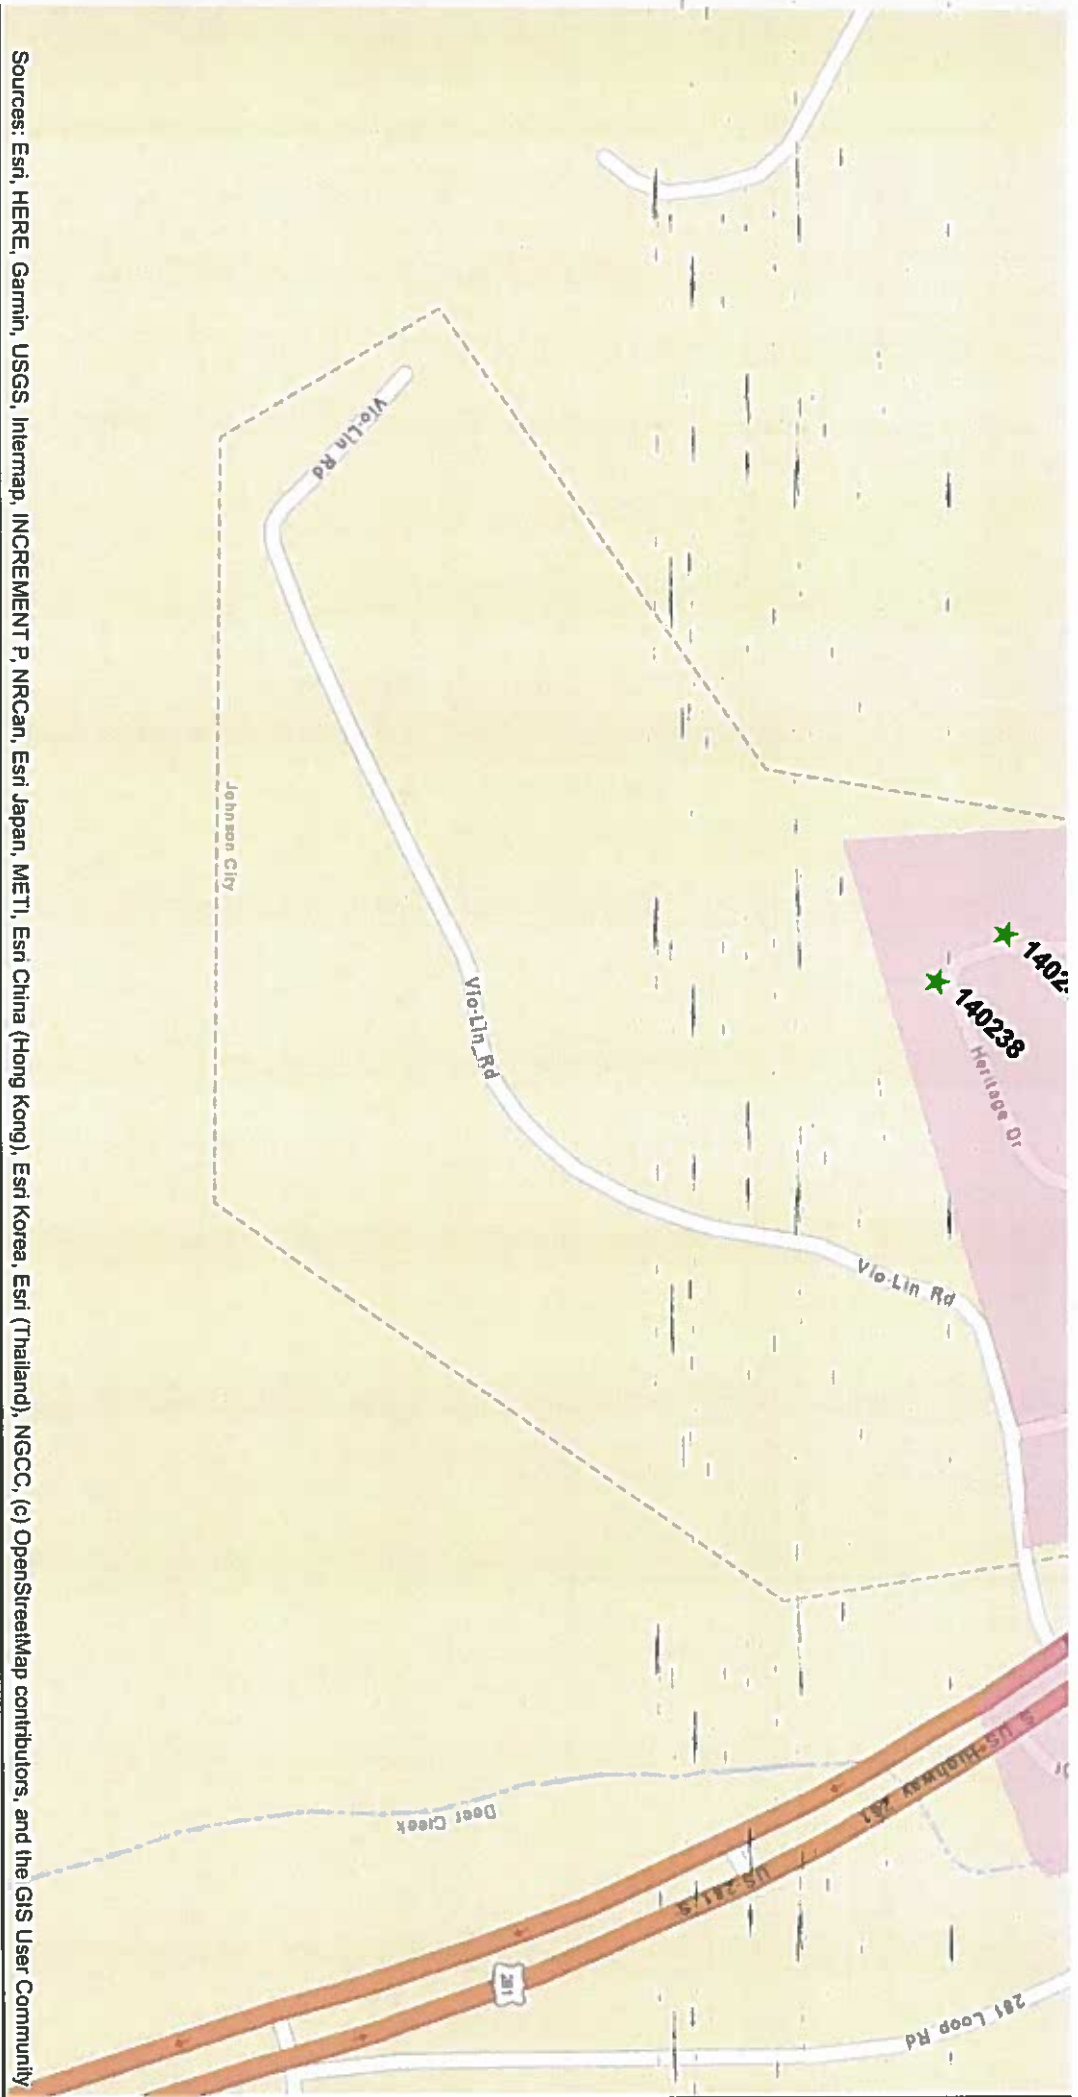 1402
140238
Heritage Dr
Vio-Lin Rd
Vio-Lin Rd
Vio-Lin Rd
Johnson City
S US Highway 281
US-281/S
281
281 Loop Rd
Deer Creek
Dr
Sources: Esri, HERE, Garmin, USGS, Intermap, INCREMENT P, NRCan, Esri Japan, METI, Esri China (Hong Kong), Esri Korea, Esri (Thailand), NGCC, (c) OpenStreetMap contributors, and the GIS User Community